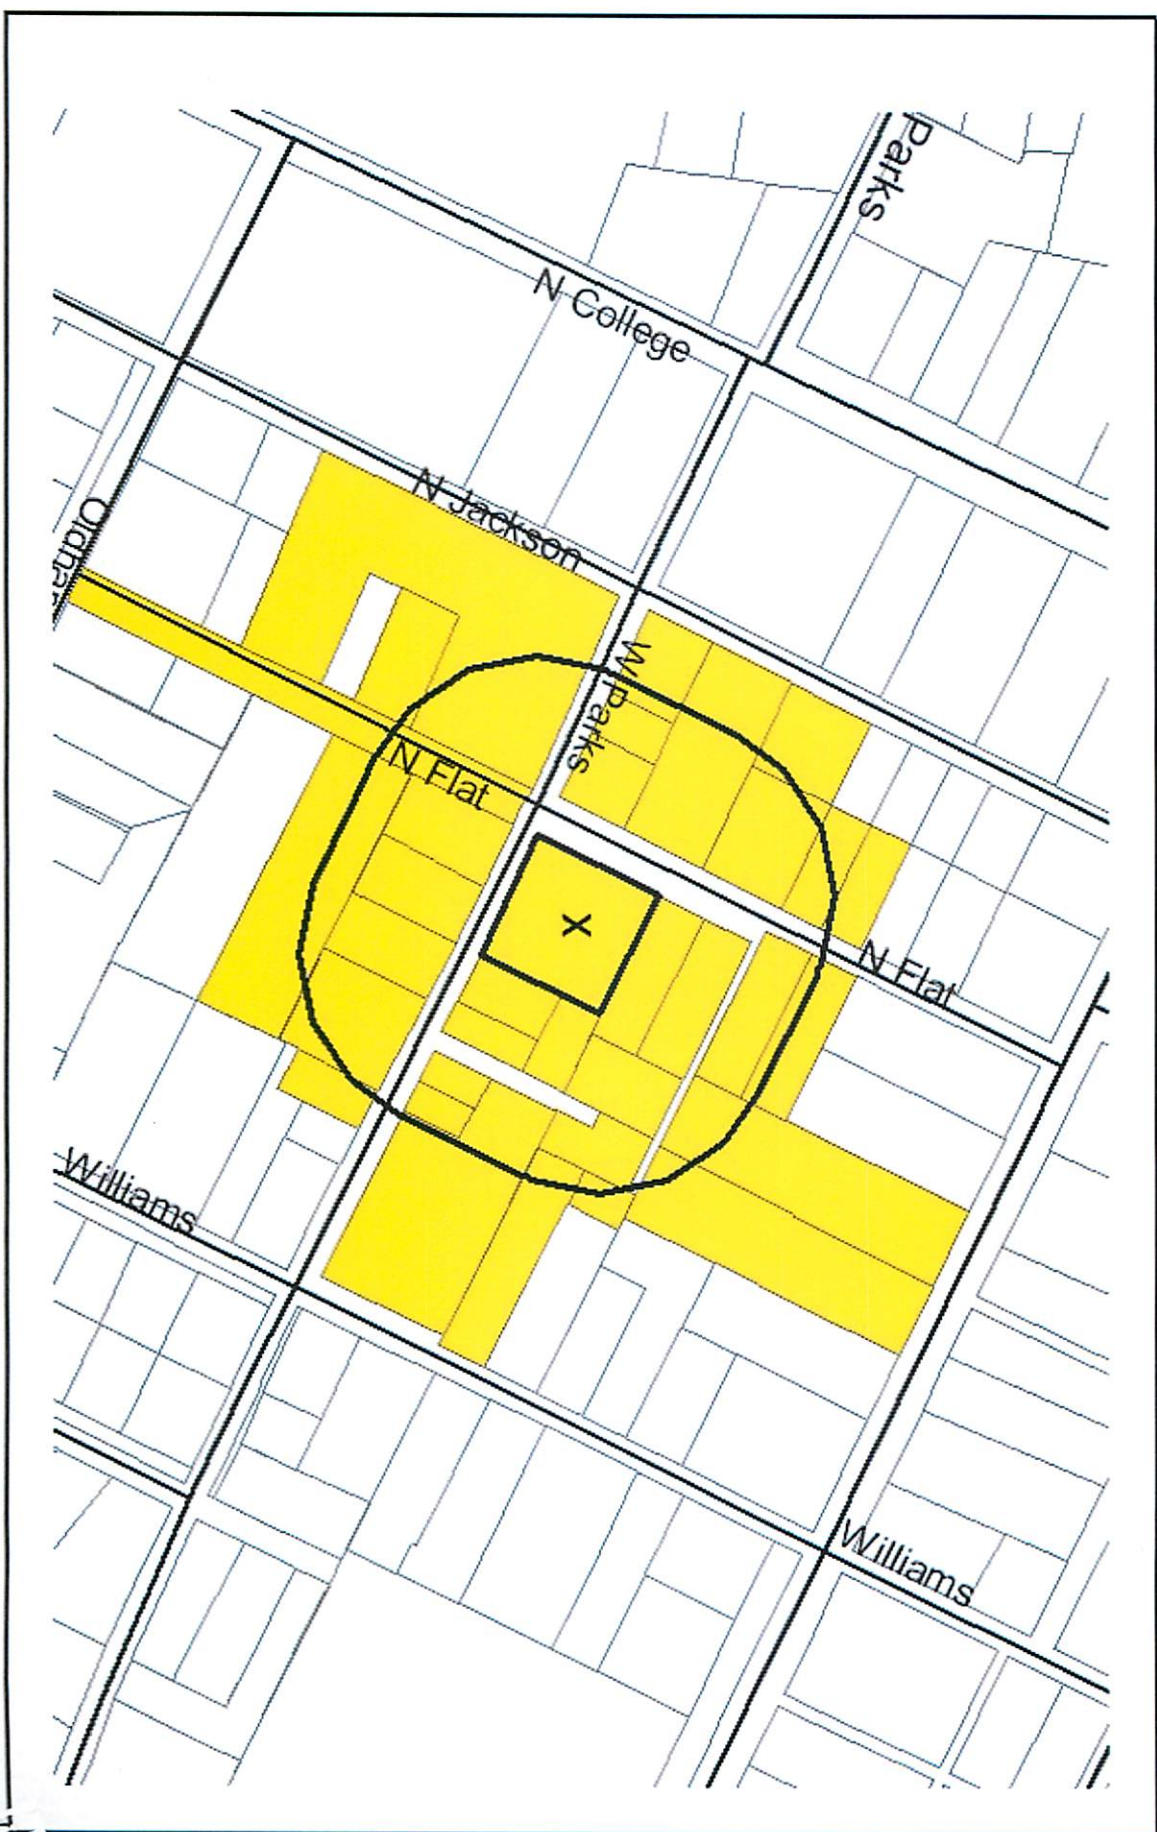 Parks
N College
N Jackson
W Parks
N Flat
X
N Flat
Williams
Williams